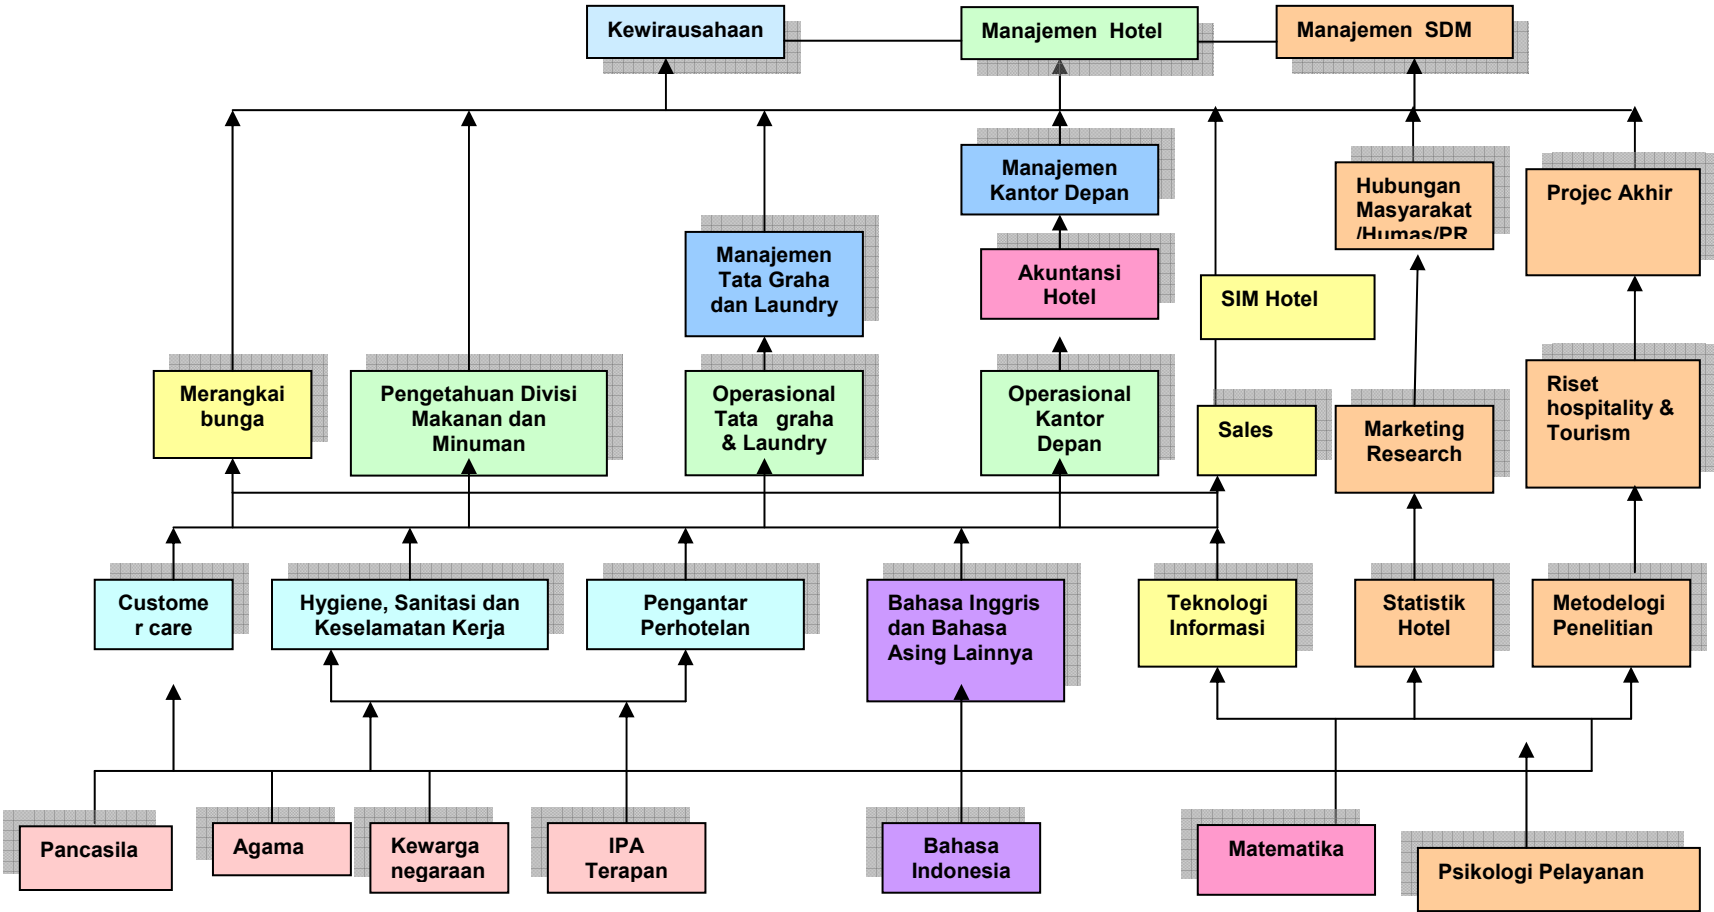 Kewirausahaan
Manajemen  Hotel
Manajemen  SDM
Manajemen
Kantor Depan
Hubungan
Masyarakat
/Humas/PR
Projec Akhir
Manajemen
Tata Graha
dan Laundry
Akuntansi
Hotel
SIM Hotel
Merangkai
bunga
Pengetahuan Divisi
Makanan dan
Minuman
Operasional
Tata   graha
& Laundry
Operasional
Kantor
Depan
Sales
Marketing
Research
Riset
hospitality &
Tourism
Custome
r care
Hygiene, Sanitasi dan
Keselamatan Kerja
Pengantar
Perhotelan
Bahasa Inggris
dan Bahasa
Asing Lainnya
Teknologi
Informasi
Statistik
Hotel
Metodelogi
Penelitian
Pancasila
Agama
Kewarga
negaraan
IPA
Terapan
Bahasa
Indonesia
Matematika
Psikologi Pelayanan